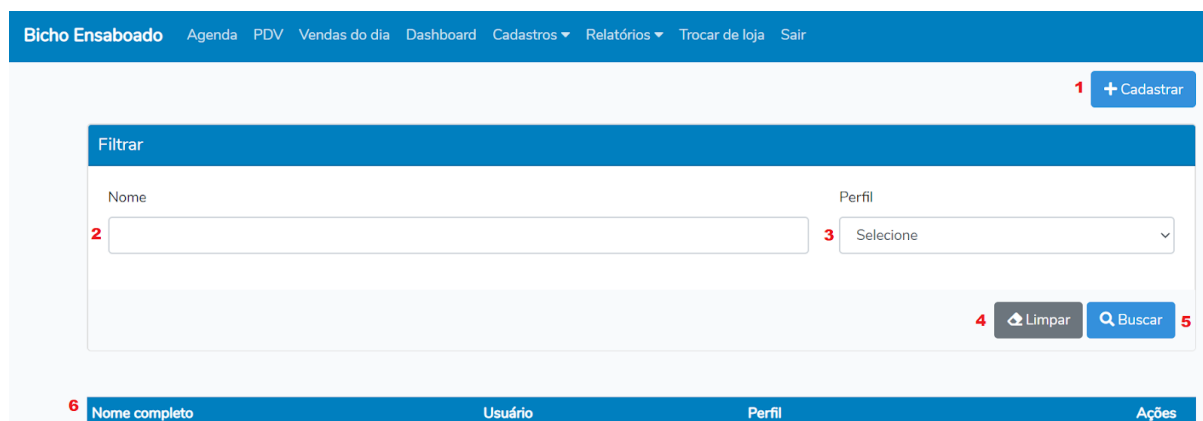 Bicho Ensaboado Agenda PDV Vendas do dia Dashboard Cadastros Relatórios Trocar de loja Sair
1 Cadastrar
Filtrar
Nome Perfil
2 3 Selecione
4 Limpar Buscar 5
6 Nome completo Usuário Perfil Ações